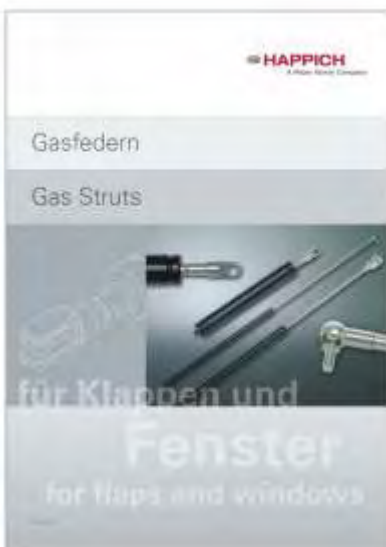 HAPPICH
Gasfedern
Gas Struts
für Klappen und
Fenster
for flaps and windows